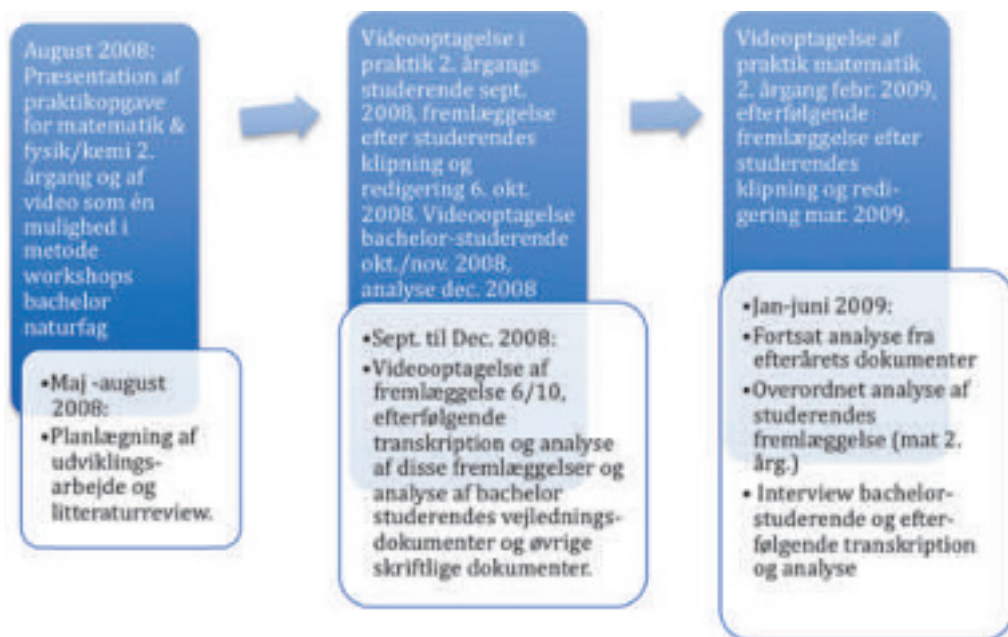 August 2008:
Præsentation af
praktikopgave
for matematik &
fysik/kemi 2.
årgang og af
video som én
mulighed i
metode
workshops
bachelor
naturfag
•Maj -august
2008:
•Planlægning af
udviklings-
arbejde og
litteraturreview.
Videooptagelse i
praktik 2. årgangs
studerende sept.
2008, fremlæggelse
efter studerendes
klipning og
redigering 6. okt.
2008. Videooptagelse
bachelor-studerende
okt./nov. 2008,
analyse dec. 2008
•Sept. til Dec. 2008:
•Videooptagelse af
fremlæggelse 6/10,
efterfølgende
transkription og analyse
af disse fremlæggelser og
analyse af bachelor
studerendes vejlednings-
dokumenter og øvrige
skriftlige dokumenter.
Videoptagelse af
praktik matematik
2. årgang febr. 2009,
efterfølgende
fremlæggelse efter
studerendes
klipning og redi-
gering mar. 2009.
•Jan-juni 2009:
•Fortsat analyse fra
efterårets dokumenter
•Overordnet analyse af
studerendes
fremlæggelse (mat 2.
årg.)
• Interview bachelor-
studerende og efter-
følgende transkription
og analyse